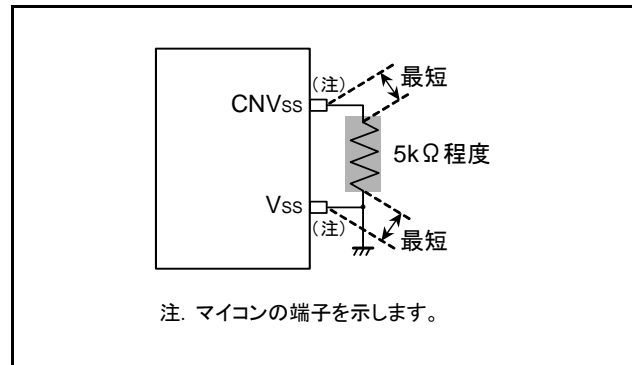 (注)
最短
CNVss
5kΩ程度
Vss
(注)
最短
注. マイコンの端子を示します。